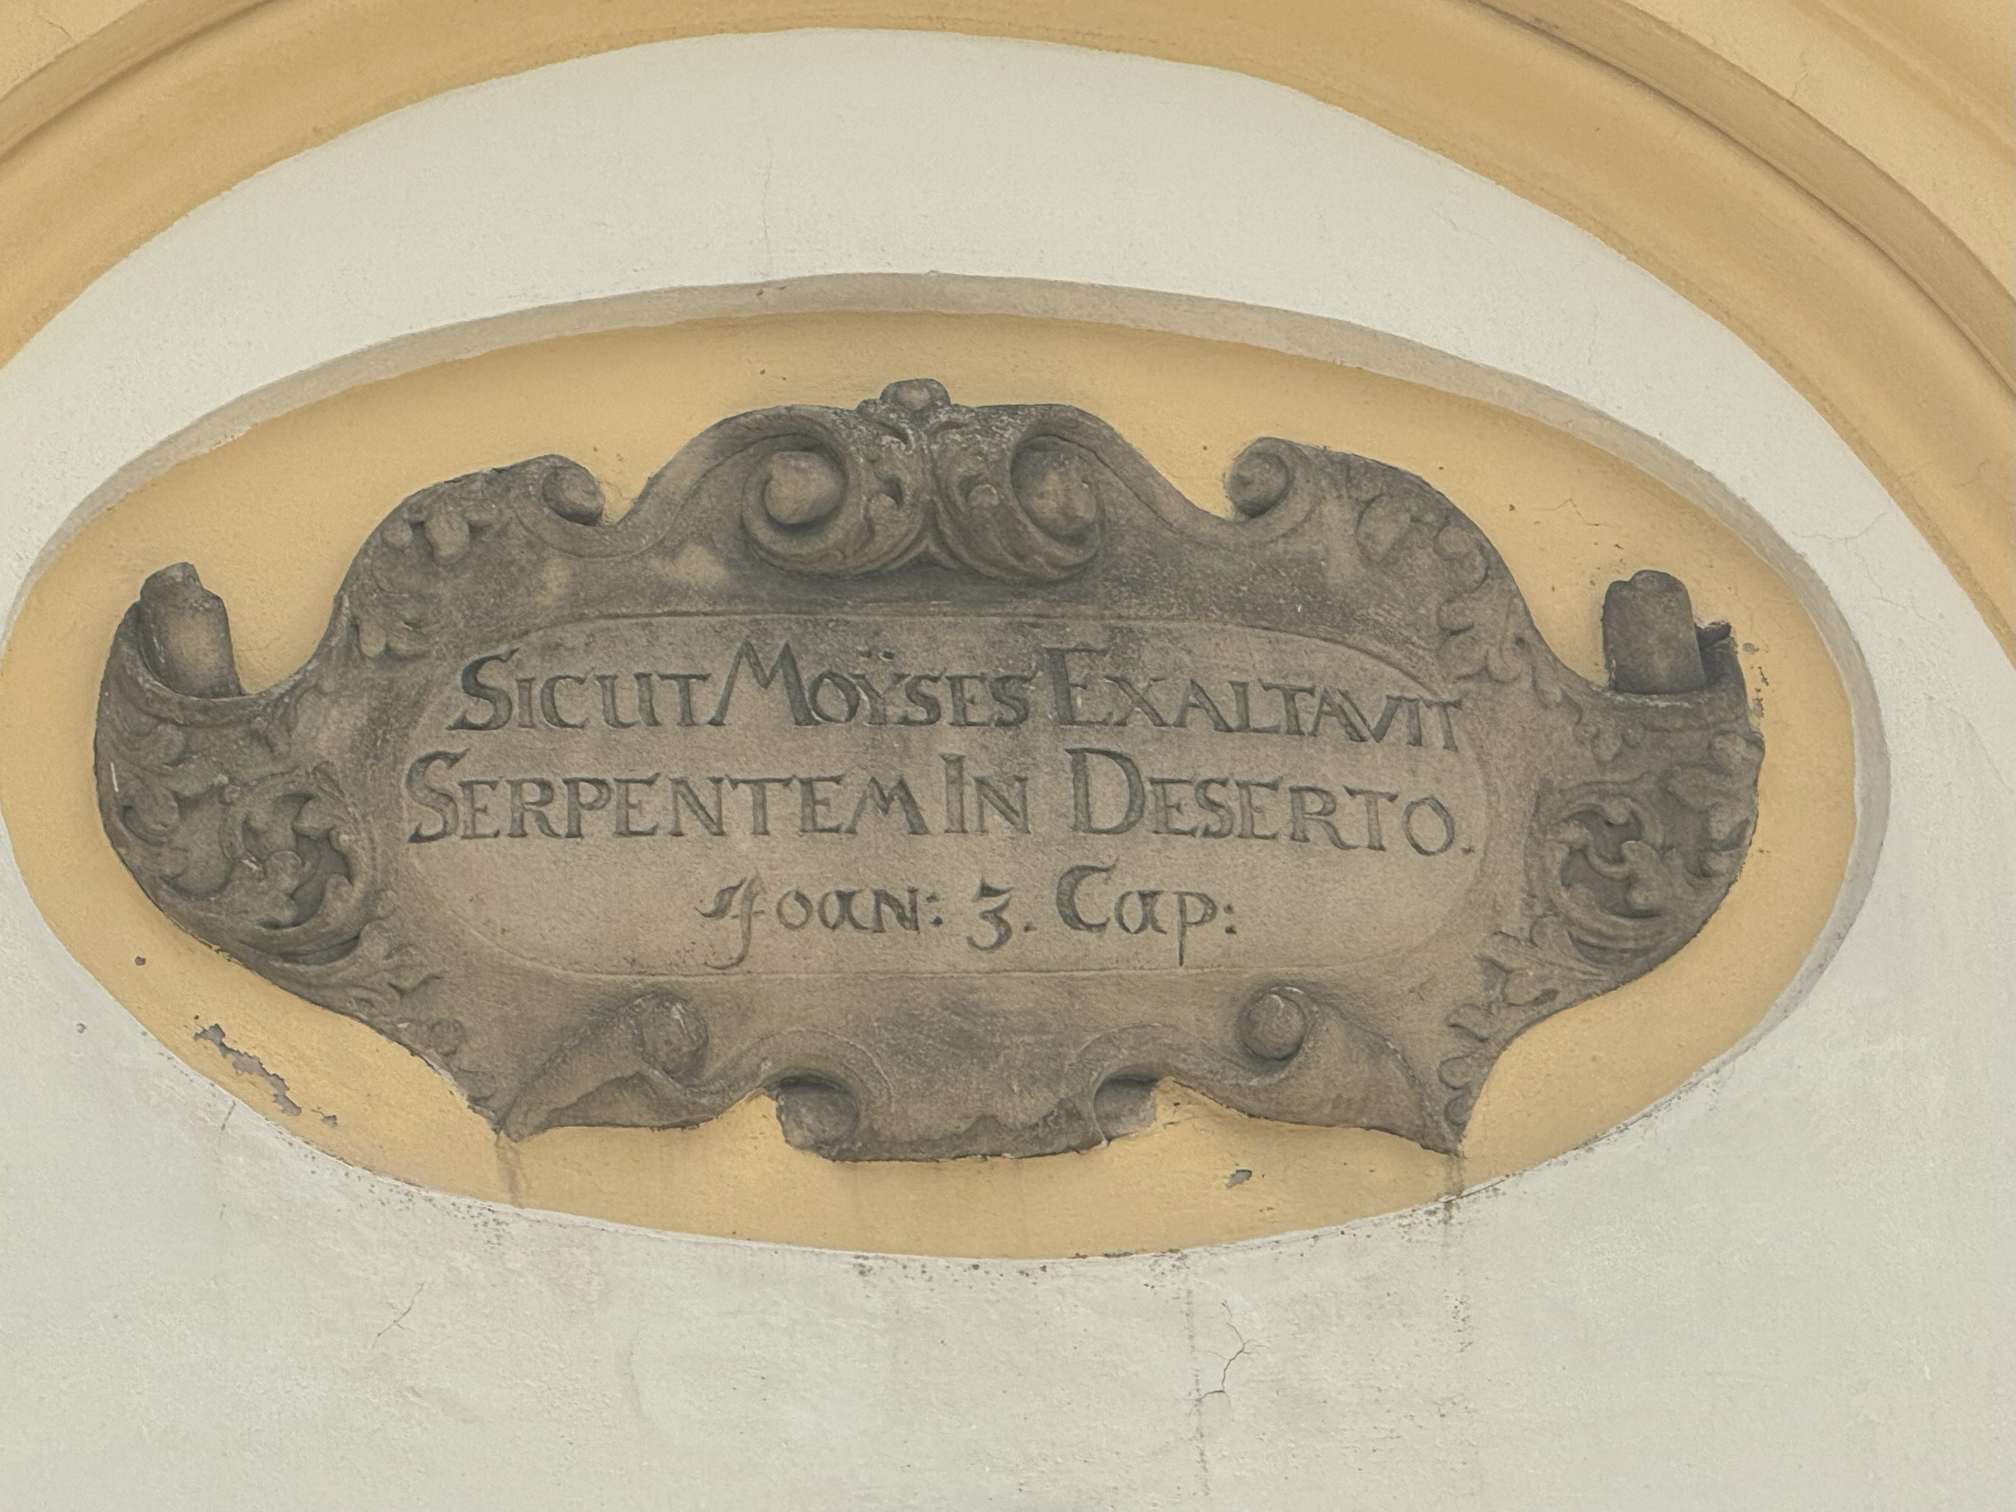 SICUT MOŸSES EXALTAVIT
SERPENTEM IN DESERTO.
Joan: 3. Cap: